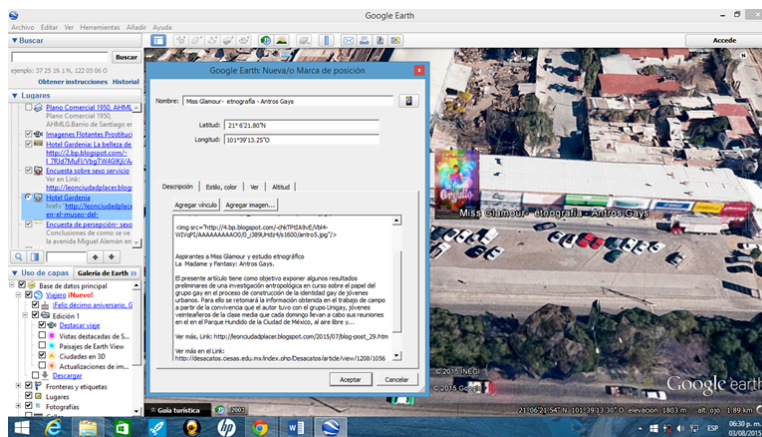 Google Earth
Archivo Editar Ver Herramientas Añadir Ayuda
Buscar
Buscar
ejemplo: 37 25 19.1N, 122 05 06 O
Obtener instrucciones Historial
Lugares
Plano Comercial 1950, AHML
Plano Comercial 1950,
AHMLG.Barrio de Santiago er
Imagenes Flotantes Prostituci
Hotel Gardenia: La belleza de
http://2.bp.blogspot.com/-
Encuesta sobre sexo servicio
Ver en Link:
http://leonciudadplacer.blogs
Hotel Gardenia
href="http://leonciudadplace
en-el-museo-del-
Encuesta de percepción- sexo
Conclusiones de como se ve
la avenida Miguel Alemán en
Uso de capas Galería de Earth »
Base de datos principal
Viajero ¡Nuevo!
¡Feliz décimo aniversario, G
Edición 1
Destacar viaje
Vistas destacadas de S...
Paisajes de Earth View
Ciudades en 3D
Actualizaciones de im...
Descargar
Fronteras y etiquetas
Lugares
Fotografías
Accede
Google Earth: Nueva/o Marca de posición
Nombre: Miss Glamour- etnografía - Antros Gays
Latitud: 21° 6'21.80"N
Longitud: 101°39'13.25"O
Descripción Estilo, color Ver Altitud
Agregar vínculo Agregar imagen...
<img src="http://4.bp.blogspot.com/-chkTPtIA9vE/Vbl4-
Aspirantes a Miss Glamour y estudio etnográfico
La Madame y Fantasy: Antros Gays.
El presente artículo tiene como objetivo exponer algunos resultados
preliminares de una investigación antropológica en curso sobre el papel del
grupo gay en el proceso de construcción de la identidad gay de jóvenes
urbanos. Para ello se retomará la información obtenida en el trabajo de campo
a partir de la convivencia que el autor tuvo con el grupo Unigay, jóvenes
veinteañeros de la clase media que cada domingo llevan a cabo sus reuniones
en el en el Parque Hundido de la Ciudad de México, al aire libre y...
Ver más, Link: http://leonciudadplacer.blogspot.com/2015/07/blog-post_29.htm
Ver más en el Link:
http://desacatos.ciesas.edu.mx/index.php/Desacatos/article/view/1208/1056
Aceptar Cancelar
Orgullo
Miss Glamour- etnografía - Antros Gays
© 2015 INEGI
© 2015 Google
Google earth
Guía turística 2003
21°06'21.54" N 101°39'13.30" O elevación 1803 m alt. ojo 1.89 km
ESP
06:30 p. m.
03/08/2015